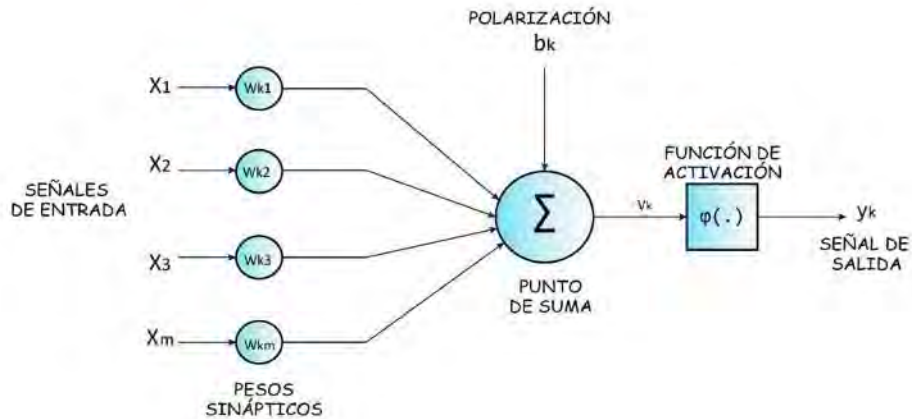 POLARIZACIÓN
bk
X1
Wk1
X2
Wk2
X3
Wk3
Xm
Wkm
SEÑALES
DE ENTRADA
PESOS
SINÁPTICOS
Σ
PUNTO
DE SUMA
Vk
FUNCIÓN DE
ACTIVACIÓN
φ(.)
yk
SEÑAL DE
SALIDA